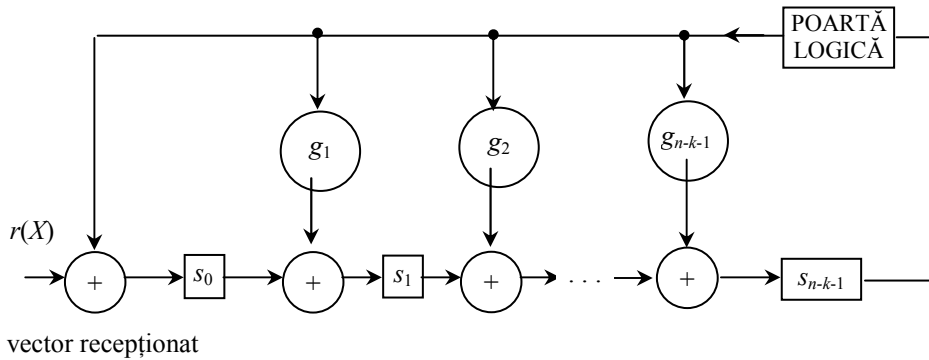 POARTĂ
LOGICĂ
g₁
g₂
gₙ₋ₖ₋₁
r(X)
+ s₀ + s₁ + . . . + sₙ₋ₖ₋₁
vector recepționat